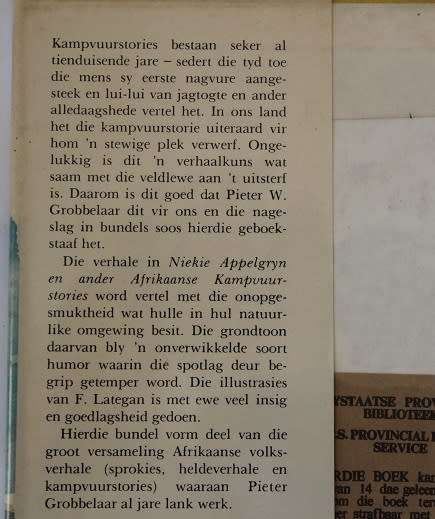 Kampvuurstories bestaan seker al
tienduisende jare – sedert die tyd toe
die mens sy eerste nagvure aange-
steek en lui-lui van jagtogte en ander
alledaagshede vertel het. In ons land
het die kampvuurstorie uiteraard vir
hom 'n stewige plek verwerf. Onge-
lukkig is dit 'n verhaalkuns wat
saam met die veldlewe aan 't uitsterf
is. Daarom is dit goed dat Pieter W.
Grobbelaar dit vir ons en die nage-
slag in bundels soos hierdie geboek-
staaf het.
Die verhale in Niekie Appelgryn
en ander Afrikaanse Kampvuur-
stories word vertel met die onopge-
smuktheid wat hulle in hul natuur-
like omgewing besit. Die grondtoon
daarvan bly 'n onverwikkelde soort
humor waarin die spotlag deur be-
grip getemper word. Die illustrasies
van F. Lategan is met ewe veel insig
en goedlagsheid gedoen.
Hierdie bundel vorm deel van die
groot versameling Afrikaanse volks-
verhale (sprokies, heldeverhale en
kampvuurstories) waaraan Pieter
Grobbelaar al jare lank werk.
YSTAATSE PROV
BIBLIOTEE
.S. PROVINCIAL
SERVICE
RDIE BOEK kan
van 14 dae geleen
om die boek ter
er strafbaar met